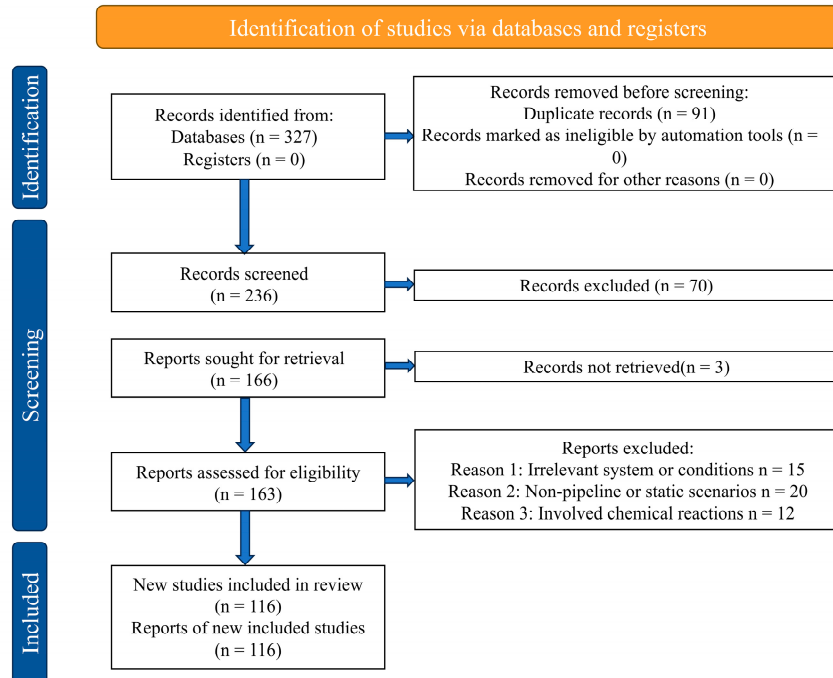 Identification of studies via databases and registers
Identification
Records identified from:
Databases (n = 327)
Registers (n = 0)
Records removed before screening:
Duplicate records (n = 91)
Records marked as ineligible by automation tools (n =
0)
Records removed for other reasons (n = 0)
Screening
Records screened
(n = 236)
Records excluded (n = 70)
Reports sought for retrieval
(n = 166)
Records not retrieved(n = 3)
Reports assessed for eligibility
(n = 163)
Reports excluded:
Reason 1: Irrelevant system or conditions n = 15
Reason 2: Non-pipeline or static scenarios n = 20
Reason 3: Involved chemical reactions n = 12
Included
New studies included in review
(n = 116)
Reports of new included studies
(n = 116)